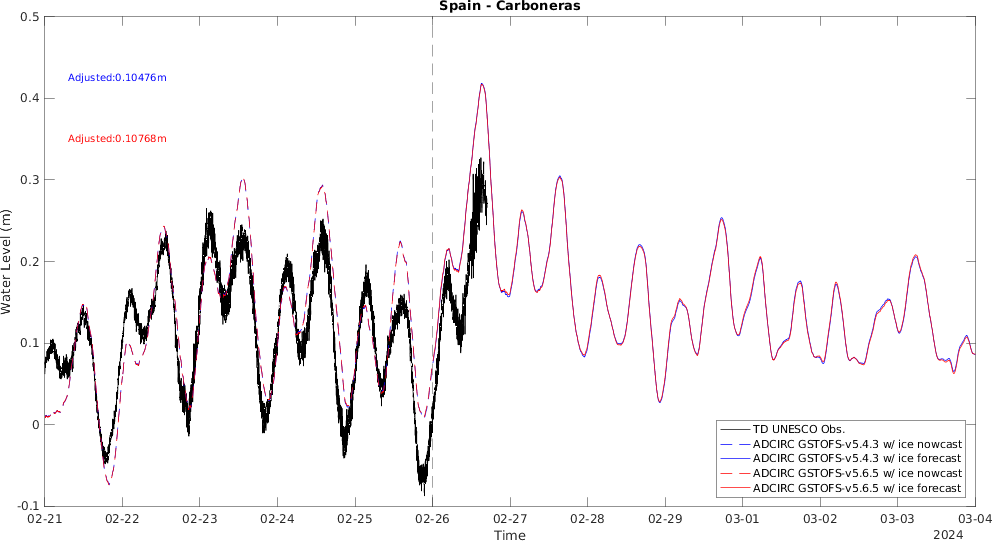 Spain - Carboneras
Adjusted:0.10476m
Adjusted:0.10768m
Water Level (m)
0.5
0.4
0.3
0.2
0.1
0
-0.1
02-21 02-22 02-23 02-24 02-25 02-26 02-27 02-28 02-29 03-01 03-02 03-03 03-04
Time
2024
TD UNESCO Obs.
ADCIRC GSTOFS-v5.4.3 w/ ice nowcast
ADCIRC GSTOFS-v5.4.3 w/ ice forecast
ADCIRC GSTOFS-v5.6.5 w/ ice nowcast
ADCIRC GSTOFS-v5.6.5 w/ ice forecast